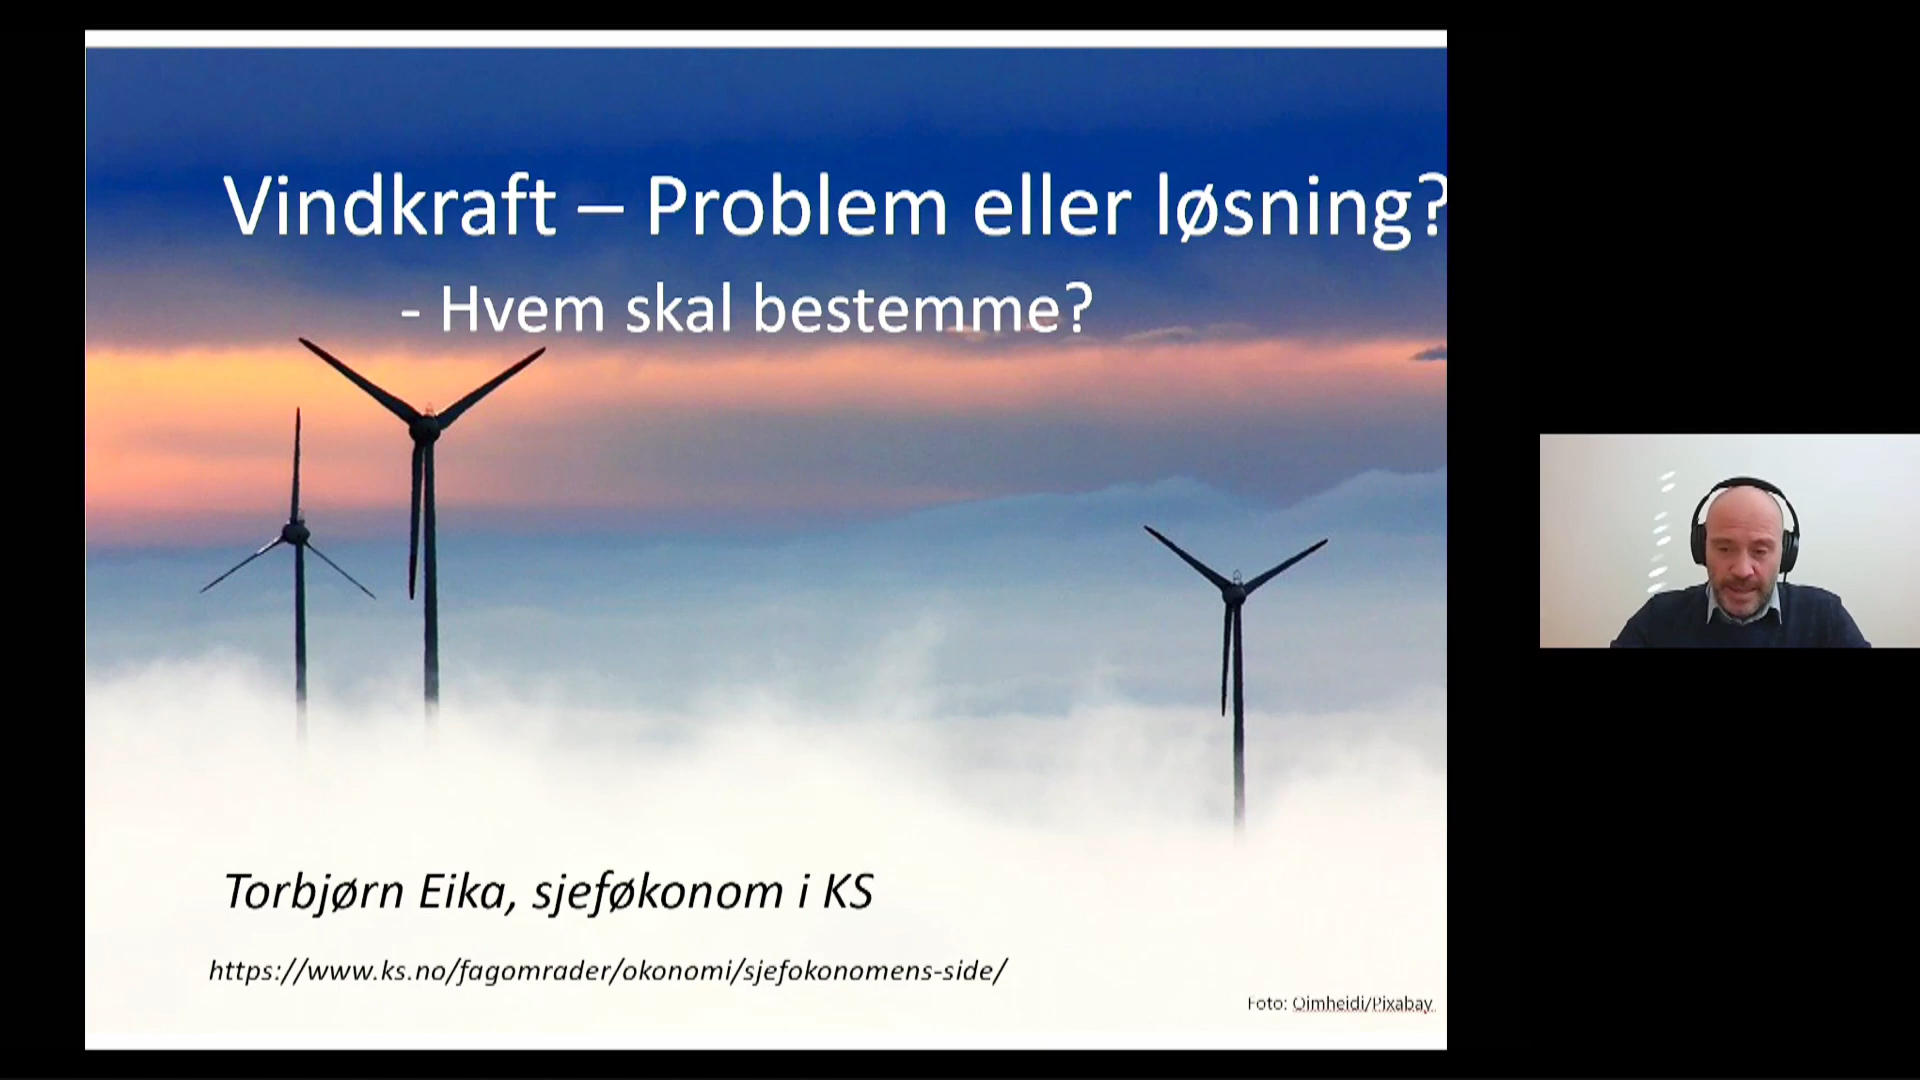 Vindkraft – Problem eller løsning?
- Hvem skal bestemme?
Torbjørn Eika, sjeføkonom i KS
https://www.ks.no/fagomrader/okonomi/sjefokonomens-side/
Foto: Oimheidi/Pixabay